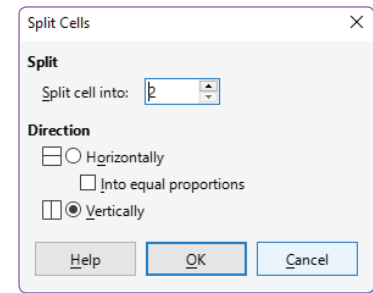 Split Cells
Split
Split cell into: 2
Direction
Horizontally
Into equal proportions
Vertically
Help OK Cancel